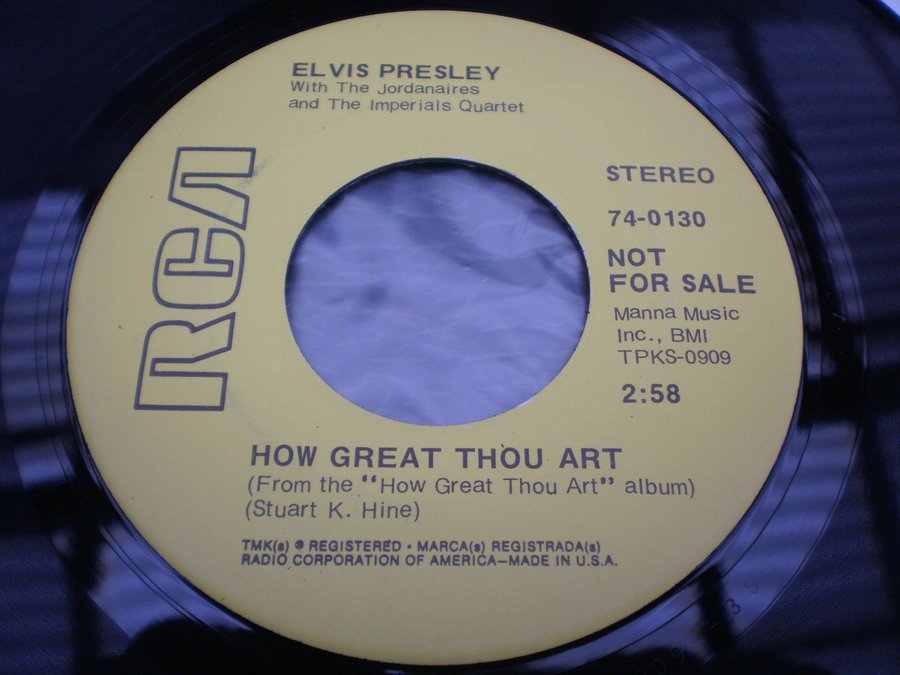 ELVIS PRESLEY
With The Jordanaires
and The Imperials Quartet
RCA
STEREO
74-0130
NOT
FOR SALE
Manna Music
Inc., BMI
TPKS-0909
2:58
HOW GREAT THOU ART
(From the "How Great Thou Art" album)
(Stuart K. Hine)
TMK(s) ® REGISTERED • MARCA(s) REGISTRADA(s)
RADIO CORPORATION OF AMERICA—MADE IN U.S.A.